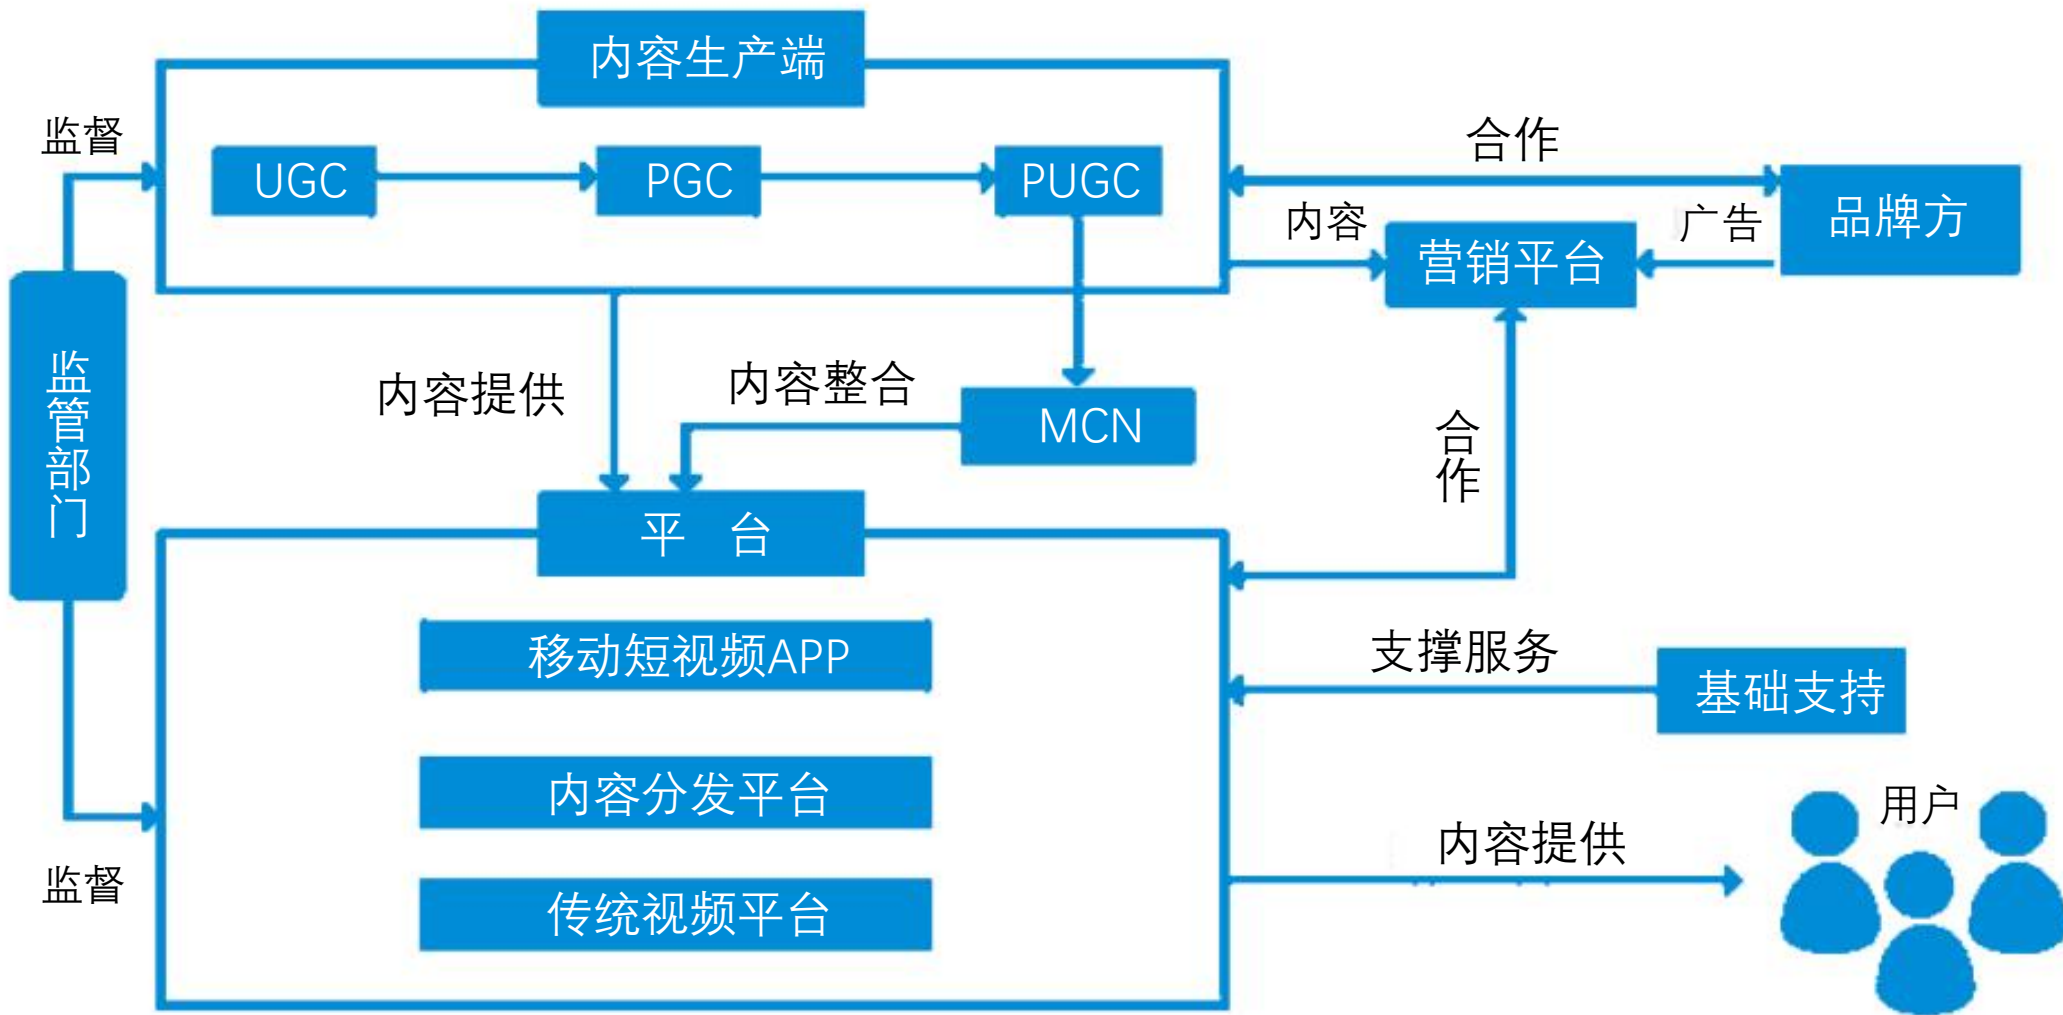 内容生产端
监督
UGC
PGC
PUGC
合作
品牌方
内容
营销平台
广告
监管部门
内容提供
内容整合
MCN
合作
平 台
移动短视频APP
支撑服务
基础支持
内容分发平台
用户
内容提供
监督
传统视频平台